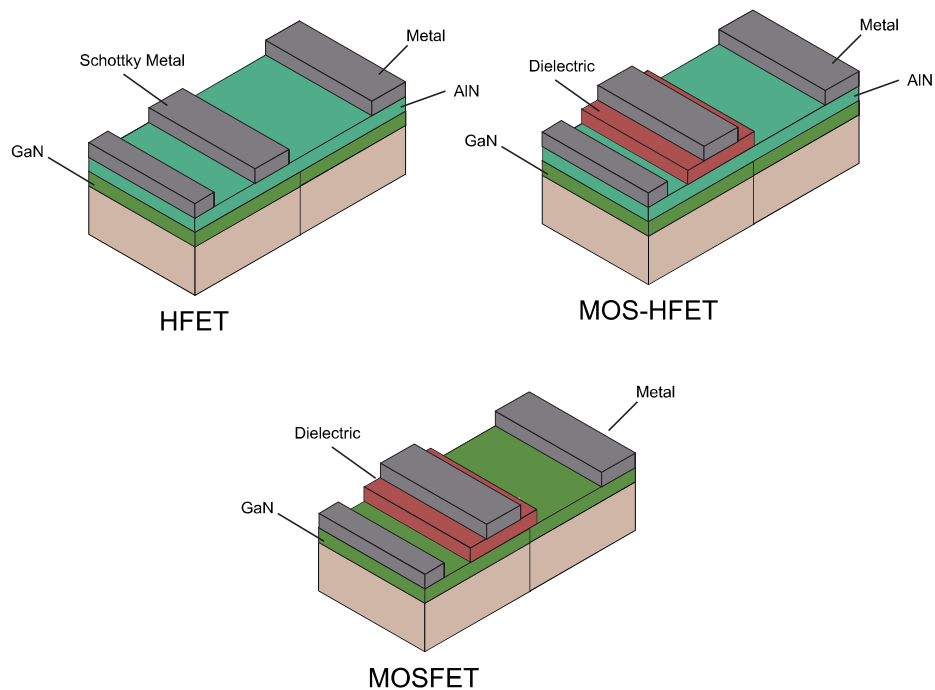 Schottky Metal
Metal
AlN
GaN
HFET
Dielectric
Metal
AlN
GaN
MOS-HFET
Dielectric
Metal
GaN
MOSFET